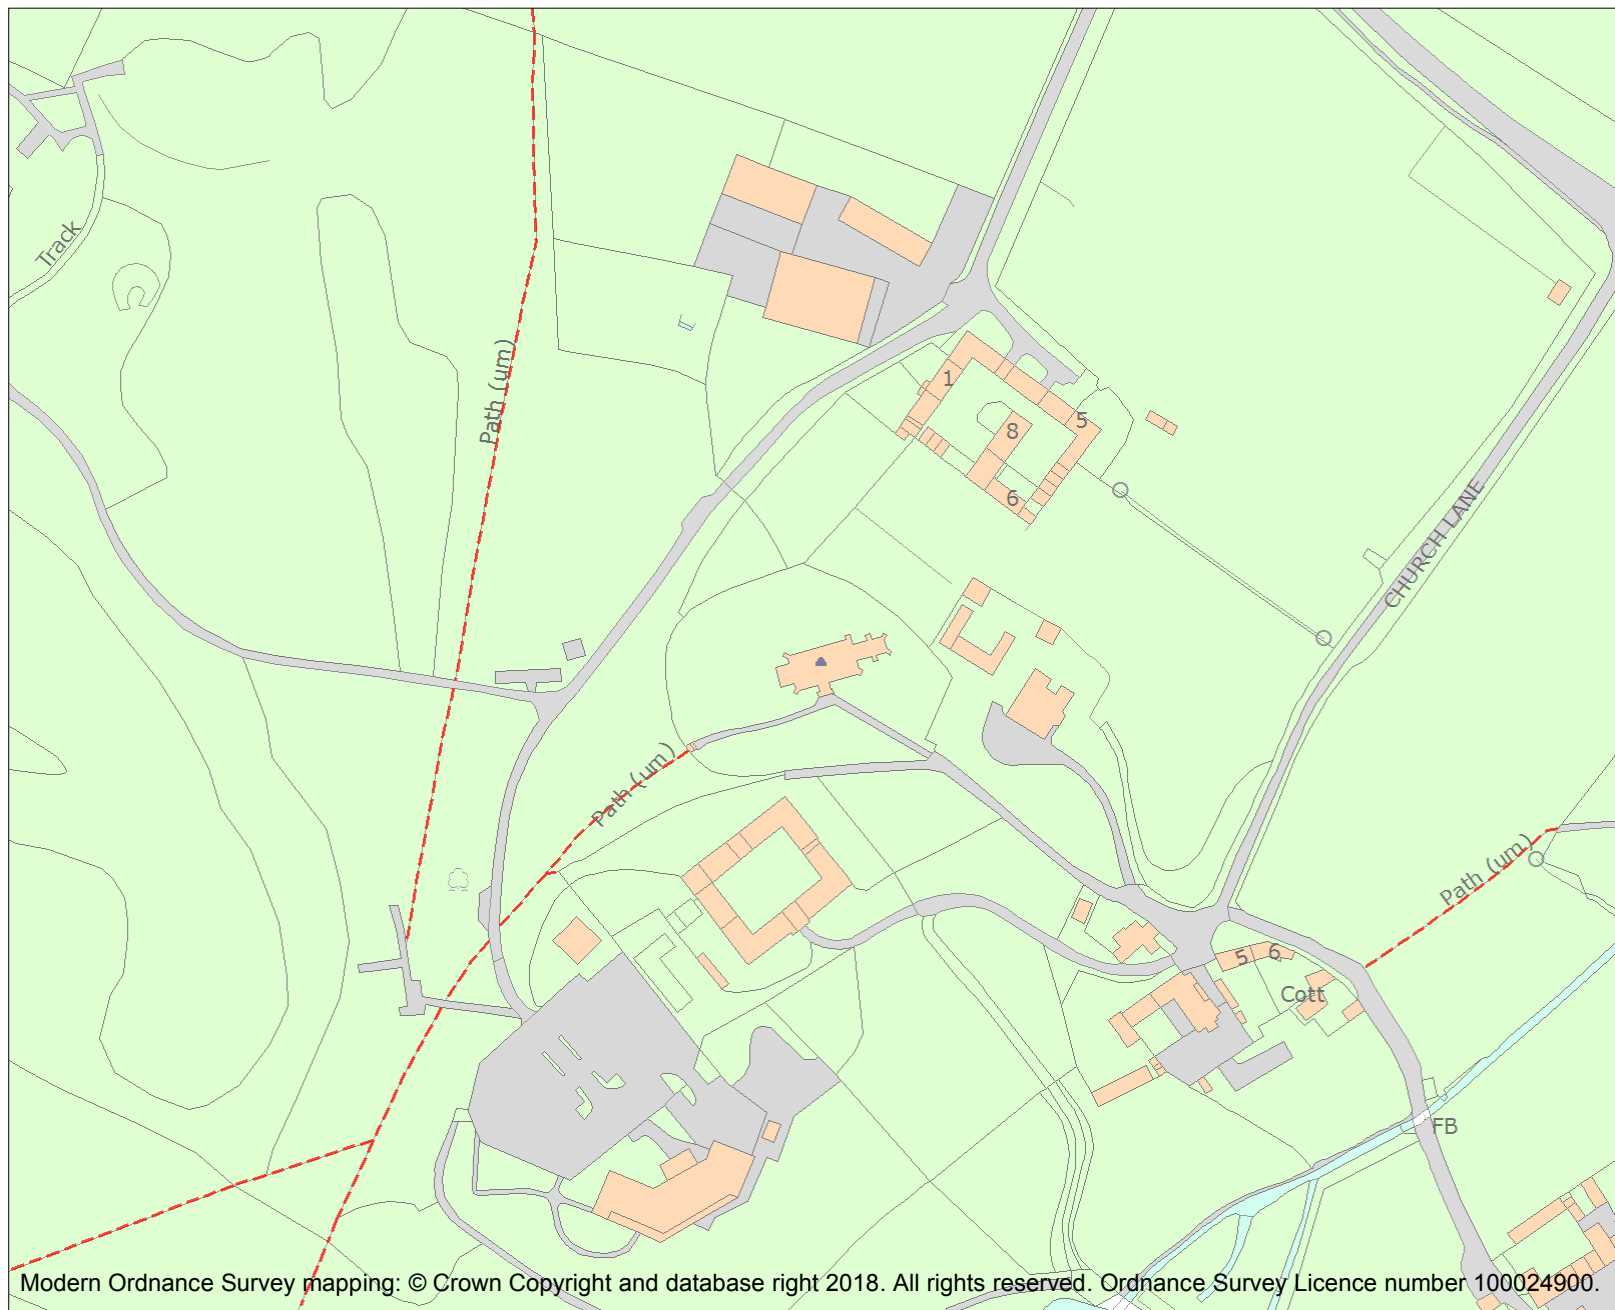 Track
Path (um)
1
5
8
6
CHURCH LANE
Path (um)
Path (um)
5
6
Cott
FB
Modern Ordnance Survey mapping: © Crown Copyright and database right 2018. All rights reserved. Ordnance Survey Licence number 100024900.